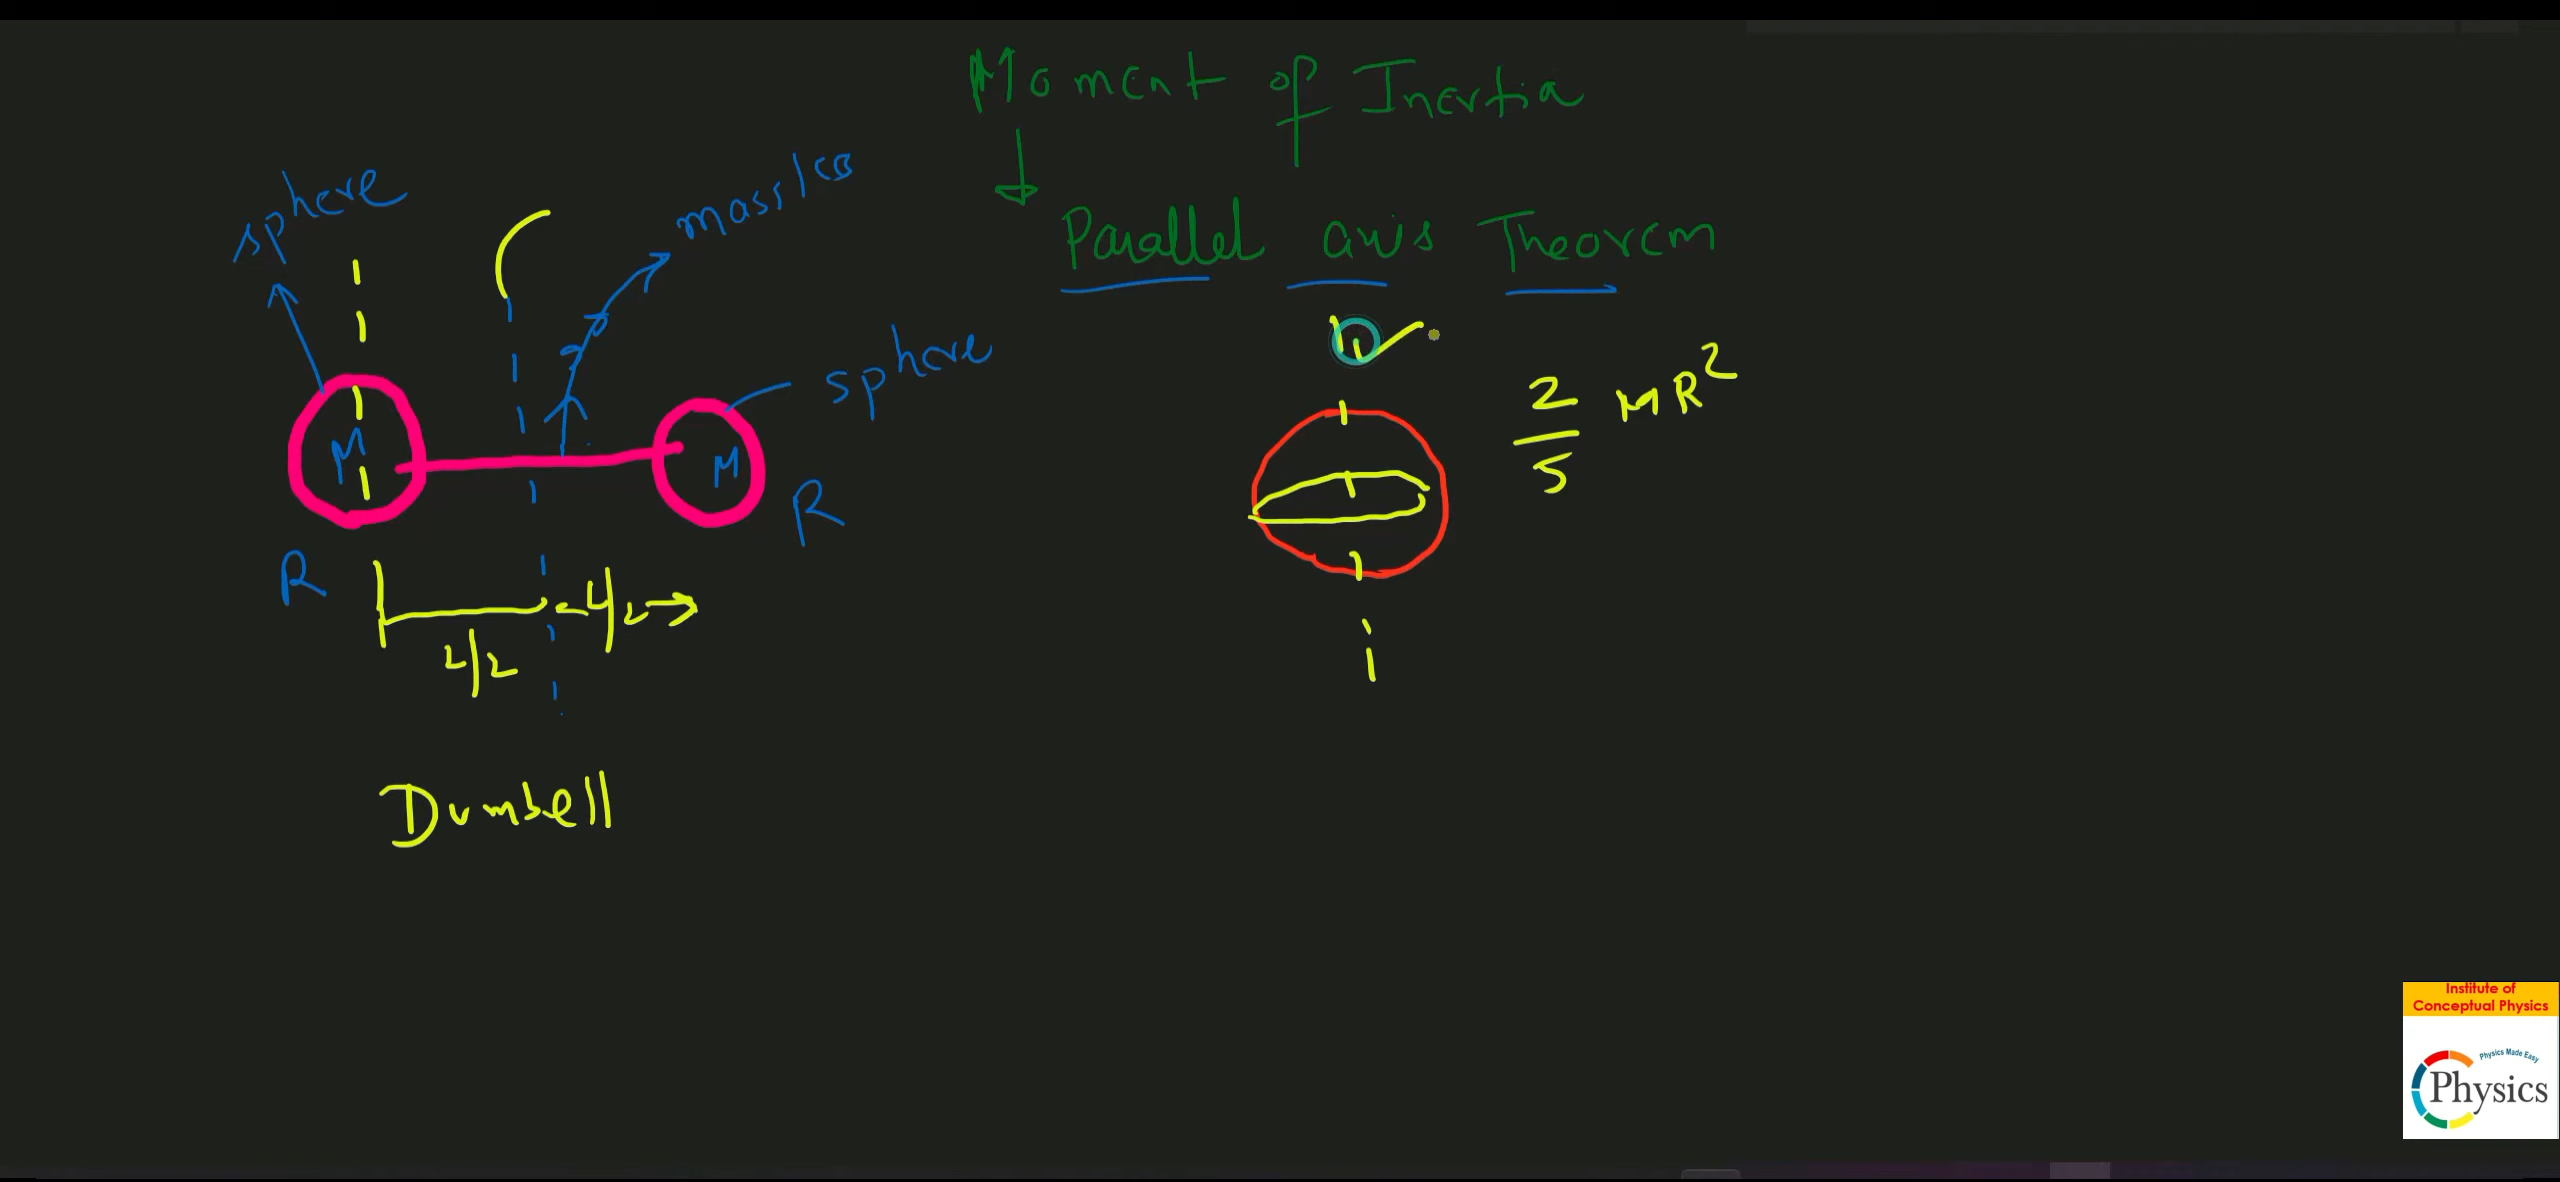 Moment of Inertia
Parallel axis Theorem
sphere
massles
sphere
M
M
R
R
L/2
L/2
Dumbell
2/5 MR²
Institute of
Conceptual Physics
Physics Made Easy
Physics